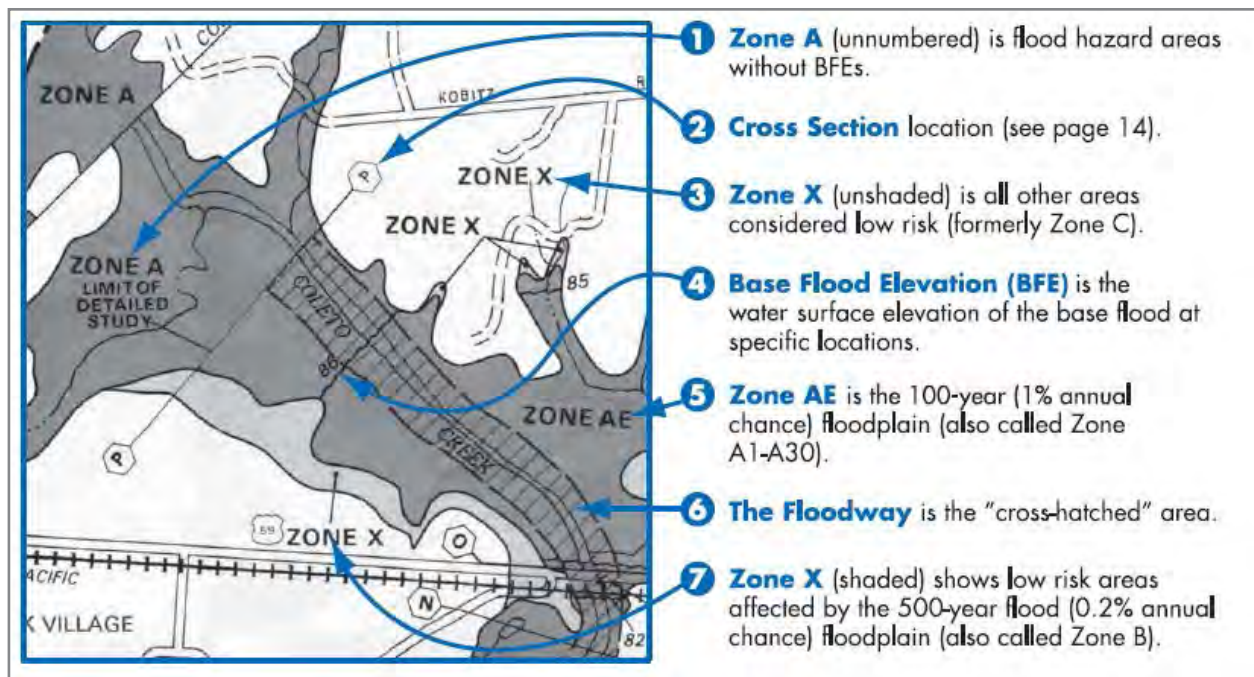 ZONE A
CO
KOBITZ
R
P
ZONE X
ZONE X
ZONE A
LIMIT OF
DETAILED
STUDY
85
COLETO
86
ZONE AE
CREEK
P
59
ZONE X
O
PACIFIC
N
K VILLAGE
82
1 Zone A (unnumbered) is flood hazard areas
without BFEs.
2 Cross Section location (see page 14).
3 Zone X (unshaded) is all other areas
considered low risk (formerly Zone C).
4 Base Flood Elevation (BFE) is the
water surface elevation of the base flood at
specific locations.
5 Zone AE is the 100-year (1% annual
chance) floodplain (also called Zone
A1-A30).
6 The Floodway is the "cross-hatched" area.
7 Zone X (shaded) shows low risk areas
affected by the 500-year flood (0.2% annual
chance) floodplain (also called Zone B).